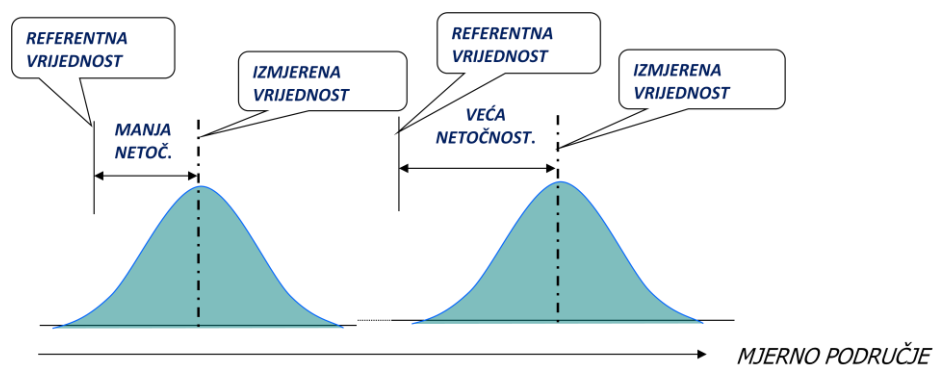 REFERENTNA
VRIJEDNOST
IZMJERENA
VRIJEDNOST
MANJA
NETOČ.
REFERENTNA
VRIJEDNOST
IZMJERENA
VRIJEDNOST
VEĆA
NETOČNOST.
MJERNO PODRUČJE